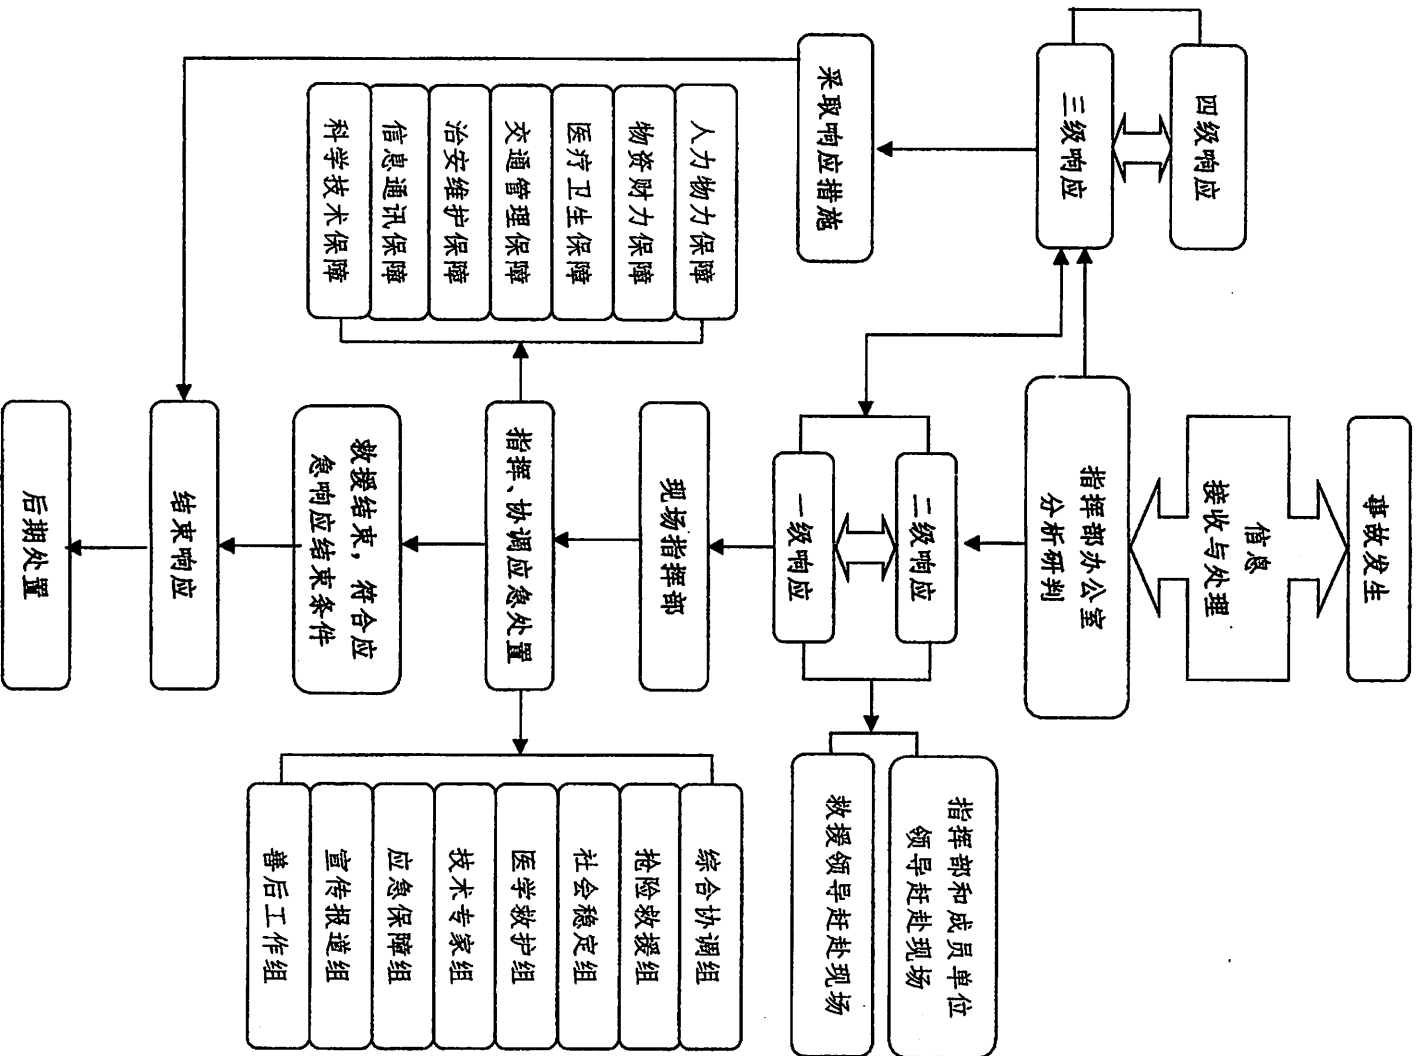 事故发生
信息
接收与处理
指挥部办公室
分析研判
四级响应
三级响应
采取响应措施
二级响应
一级响应
指挥部和成员单位
领导赶赴现场
救援领导赶赴现场
现场指挥部
指挥、协调应急处置
人力物力保障
物资财力保障
医疗卫生保障
交通管理保障
治安维护保障
信息通讯保障
科学技术保障
综合协调组
抢险救援组
社会稳定组
医学救护组
技术专家组
应急保障组
宣传报道组
善后工作组
救援结束，符合应
急响应结束条件
结束响应
后期处置